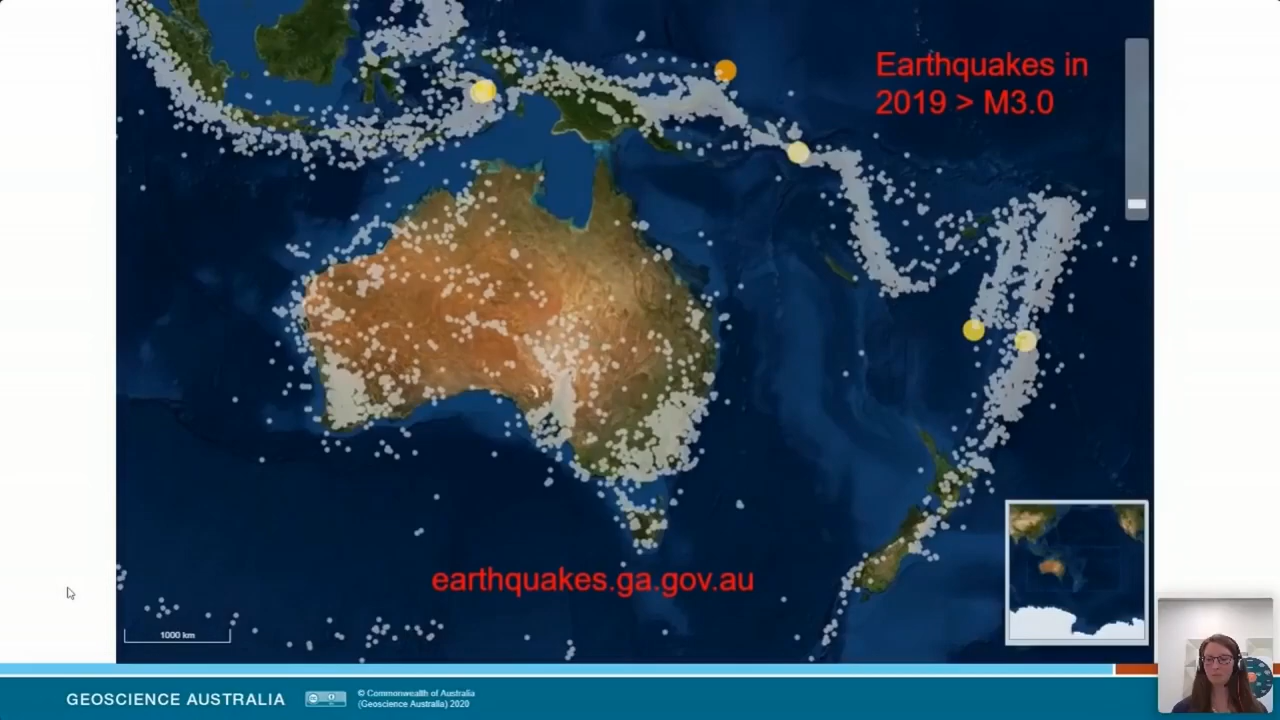 Earthquakes in
2019 > M3.0
earthquakes.ga.gov.au
1000 km
GEOSCIENCE AUSTRALIA
© Commonwealth of Australia
(Geoscience Australia) 2020